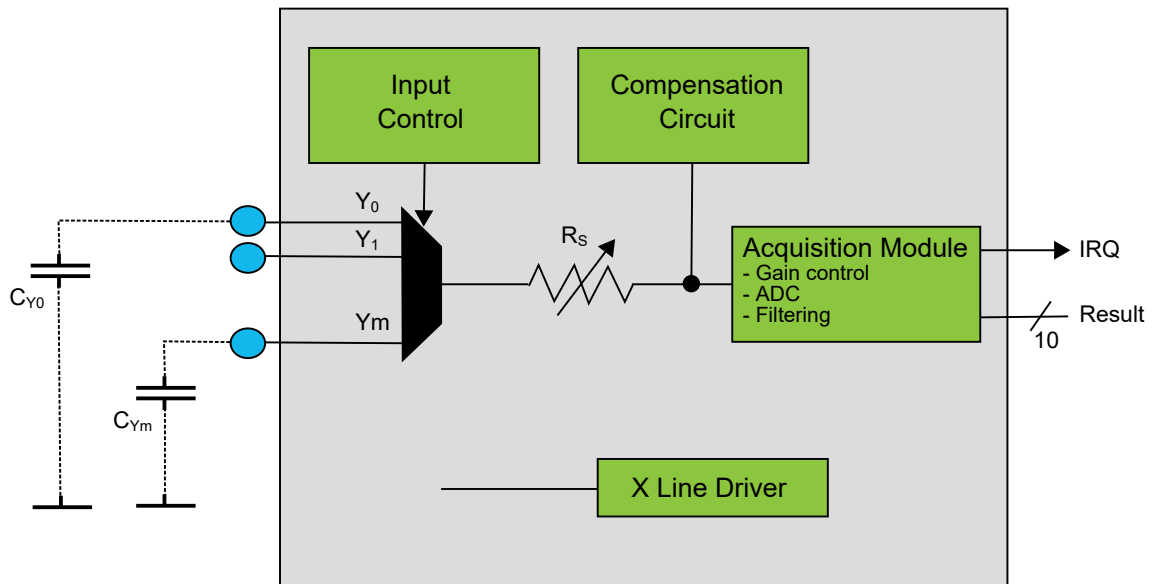 Input
Control
Compensation
Circuit
Y0
Y1
Ym
RS
Acquisition Module
- Gain control
- ADC
- Filtering
IRQ
Result
10
CY0
CYm
X Line Driver